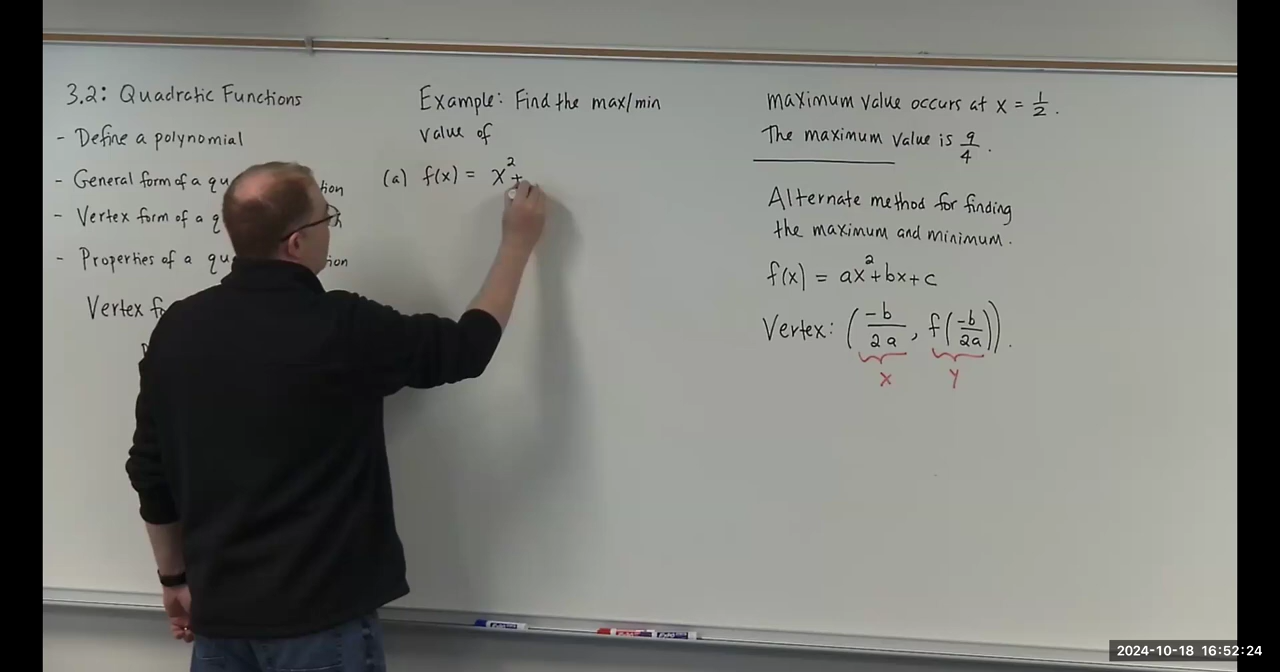 3.2: Quadratic Functions
- Define a polynomial
- General form of a
- Vertex form of a
- Properties of a
Vertex
Example: Find the max/min
value of
(a) f(x) = x² +
maximum value occurs at x = 1/2.
The maximum value is 9/4.
Alternate method for finding
the maximum and minimum.
f(x) = ax²+bx+c
Vertex: (-b/2a, f(-b/2a)).
x y
2024-10-18 16:52:24